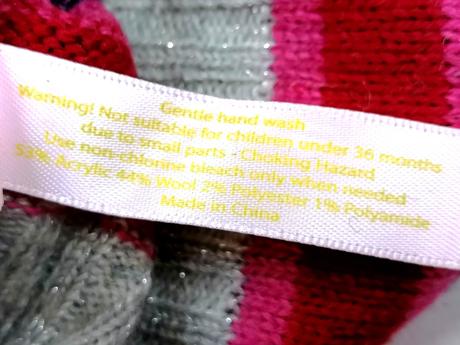 Gentle hand wash
Warning! Not suitable for children under 36 months
due to small parts - Choking Hazard
Use non-chlorine bleach only when needed
53% Acrylic 44% Wool 2% Polyester 1% Polyamide
Made in China